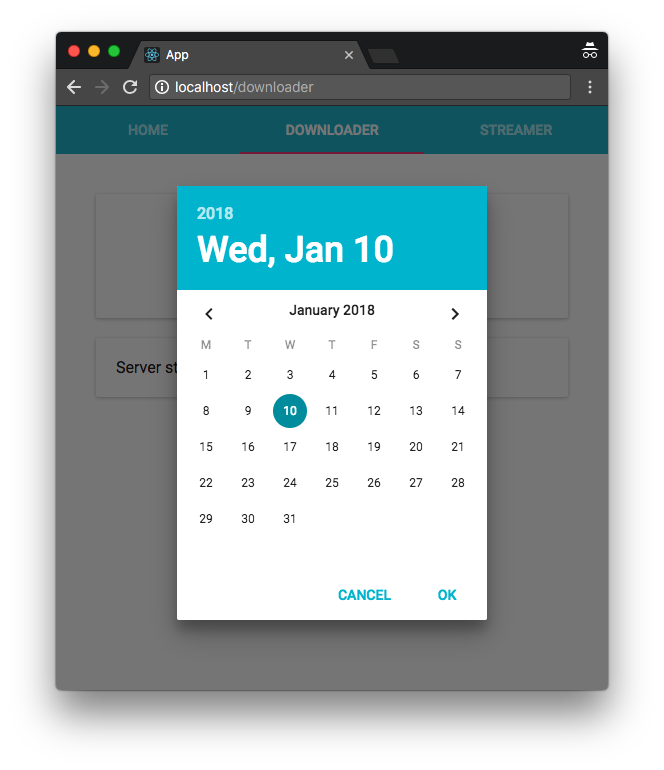 App
localhost/downloader
HOME DOWNLOADER STREAMER
2018
Wed, Jan 10
January 2018
M T W T F S S
1 2 3 4 5 6 7
8 9 10 11 12 13 14
15 16 17 18 19 20 21
22 23 24 25 26 27 28
29 30 31
Server st
CANCEL OK